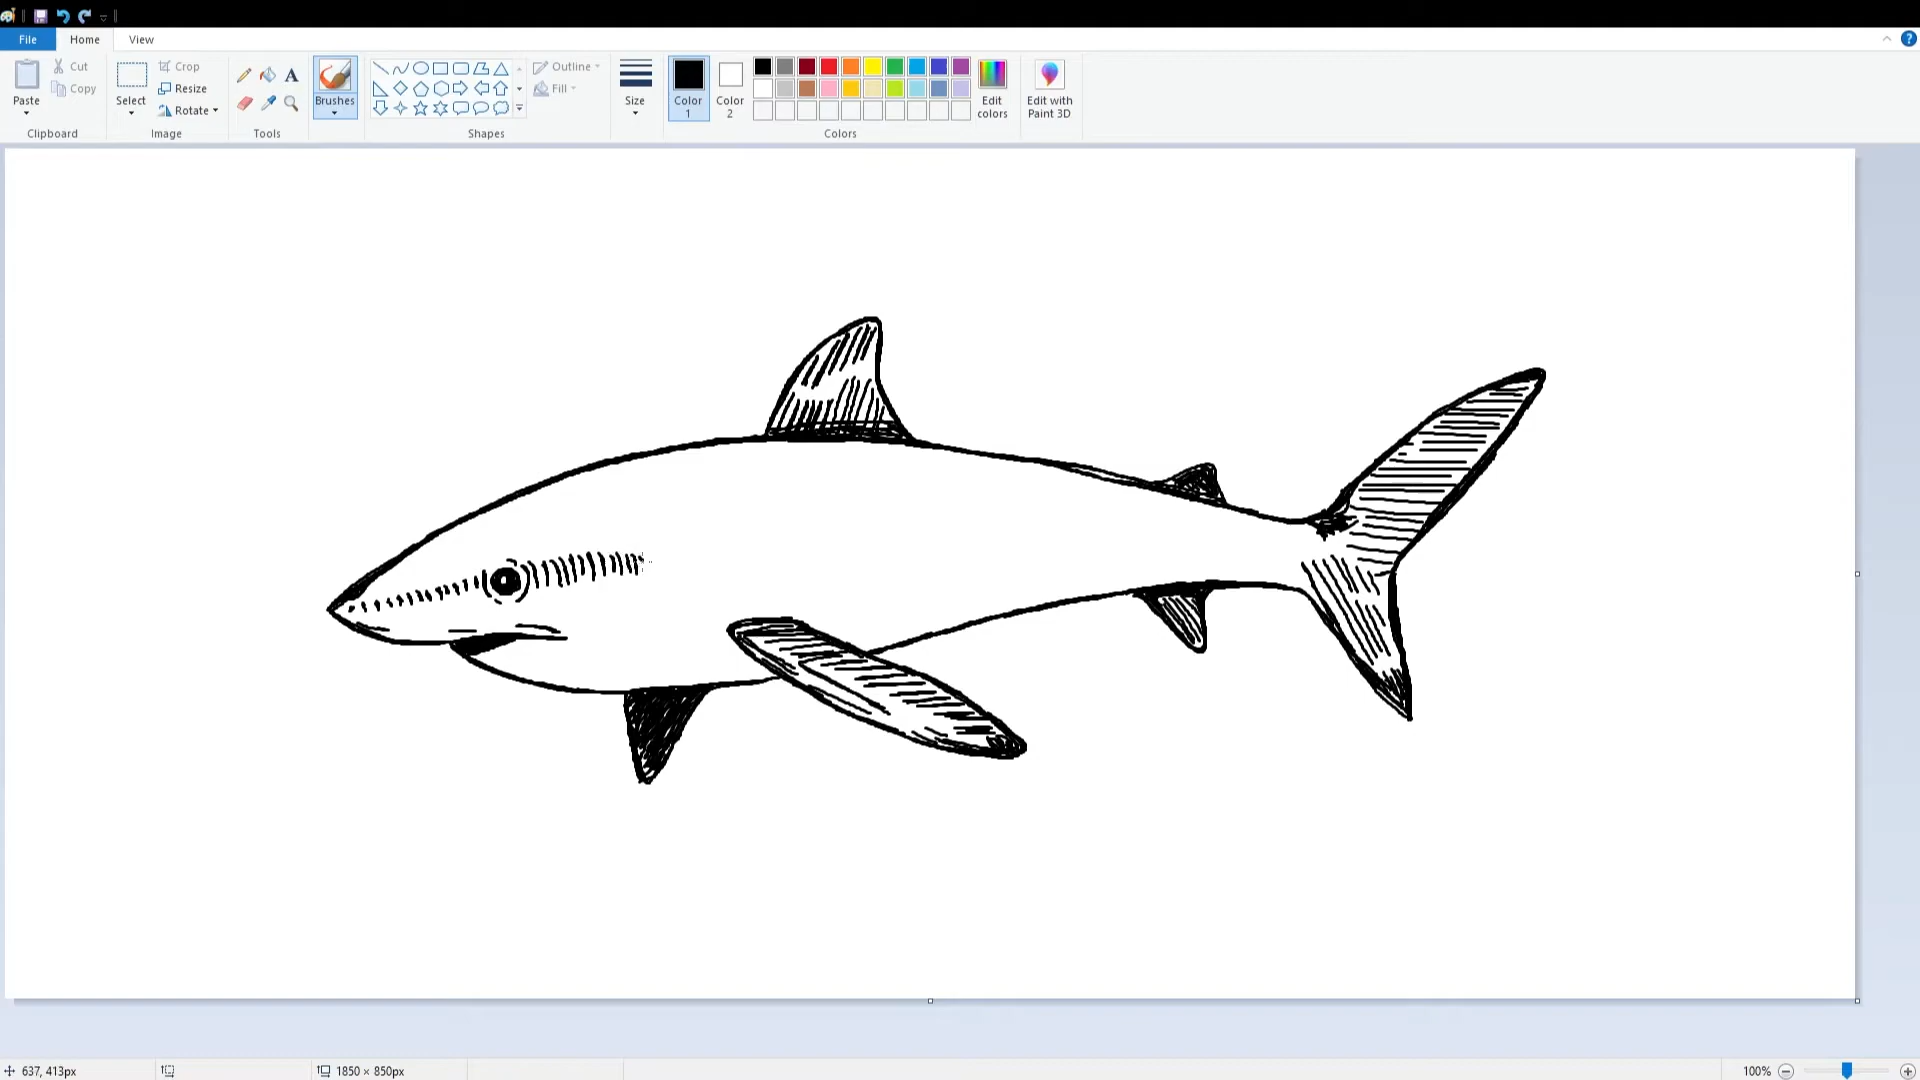 File Home View
Paste
Cut
Copy
Clipboard
Select
Crop
Resize
Rotate
Image
A
Tools
Brushes
Shapes
Outline
Fill
Size
Color
1
Color
2
Edit
colors
Colors
Edit with
Paint 3D
?
637, 413px
1850 × 850px
100%